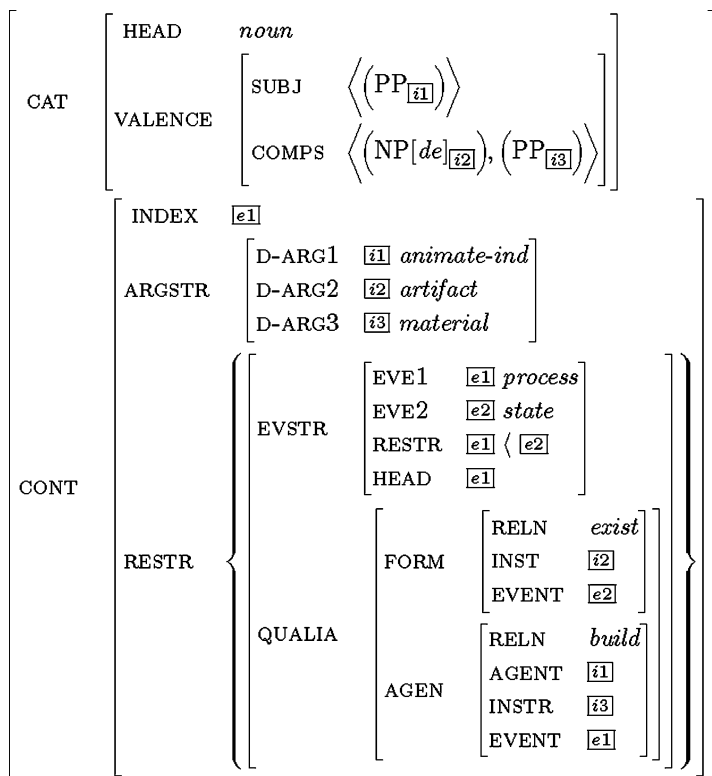 CAT
HEAD noun
VALENCE
SUBJ ⟨(PP[i1])⟩
COMPS ⟨(NP[de][i2]), (PP[i3])⟩
CONT
INDEX [e1]
ARGSTR
D-ARG1 [i1] animate-ind
D-ARG2 [i2] artifact
D-ARG3 [i3] material
RESTR
EVSTR
EVE1 [e1] process
EVE2 [e2] state
RESTR [e1] ⟨ [e2]
HEAD [e1]
QUALIA
FORM
RELN exist
INST [i2]
EVENT [e2]
AGEN
RELN build
AGENT [i1]
INSTR [i3]
EVENT [e1]